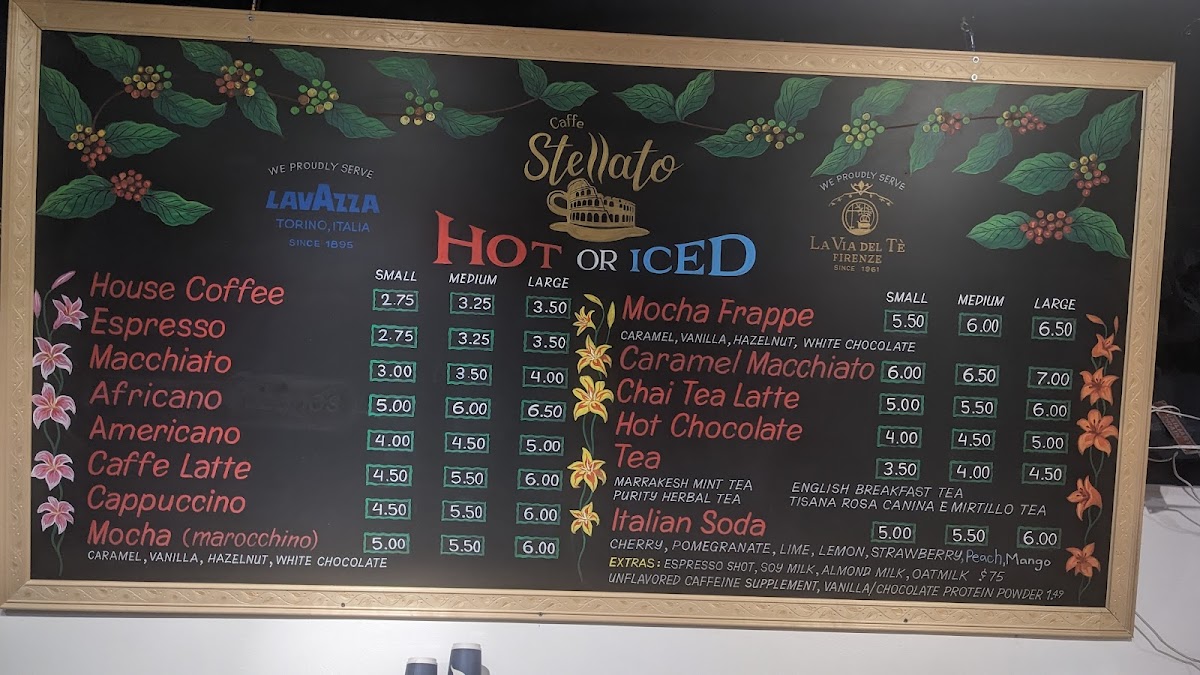 Caffe
Stellato
WE PROUDLY SERVE
LAVAZZA
TORINO, ITALIA
SINCE 1895
WE PROUDLY SERVE
LA VIA DEL TÈ
FIRENZE
SINCE 1961
HOT OR ICED
SMALL MEDIUM LARGE
House Coffee 2.75 3.25 3.50
Espresso 2.75 3.25 3.50
Macchiato 3.00 3.50 4.00
Africano 5.00 6.00 6.50
Americano 4.00 4.50 5.00
Caffe Latte 4.50 5.50 6.00
Cappuccino 4.50 5.50 6.00
Mocha (marocchino) 5.00 5.50 6.00
CARAMEL, VANILLA, HAZELNUT, WHITE CHOCOLATE
SMALL MEDIUM LARGE
Mocha Frappe 5.50 6.00 6.50
CARAMEL, VANILLA, HAZELNUT, WHITE CHOCOLATE
Caramel Macchiato 6.00 6.50 7.00
Chai Tea Latte 5.00 5.50 6.00
Hot Chocolate 4.00 4.50 5.00
Tea 3.50 4.00 4.50
MARRAKESH MINT TEA ENGLISH BREAKFAST TEA
PURITY HERBAL TEA TISANA ROSA CANINA E MIRTILLO TEA
Italian Soda 5.00 5.50 6.00
CHERRY, POMEGRANATE, LIME, LEMON, STRAWBERRY, Peach, Mango
EXTRAS: ESPRESSO SHOT, SOY MILK, ALMOND MILK, OATMILK $75
UNFLAVORED CAFFEINE SUPPLEMENT, VANILLA/CHOCOLATE PROTEIN POWDER 1.49